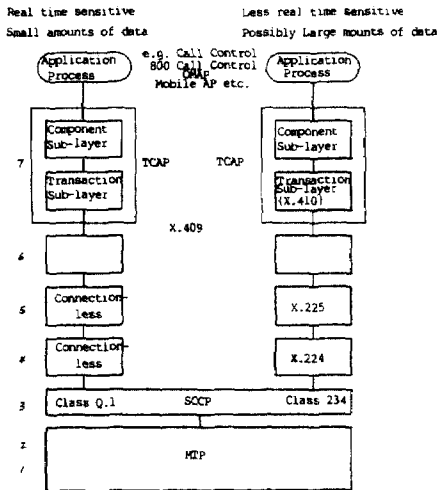 Real time sensitive
Small amounts of data
Less real time sensitive
Possibly Large mounts of data
Application
Process
e.g. Call Control
800 Call Control
OMAP
Mobile AP etc.
Application
Process
7
Component
Sub-layer
Transaction
Sub-layer
TCAP
TCAP
Component
Sub-layer
Transaction
Sub-layer
(X.410)
X.409
6
5
Connection-
less
X.225
4
Connection-
less
X.224
3
Class 0.1
SCCP
Class 234
2
MTP
1